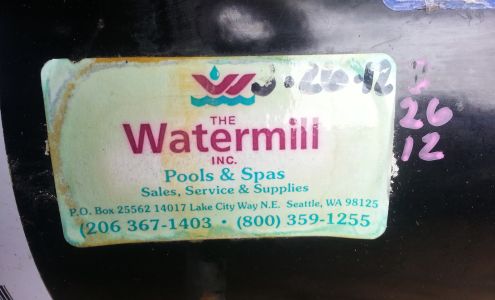 THE
Watermill
INC.
Pools & Spas
Sales, Service & Supplies
P.O. Box 25562 14017 Lake City Way N.E. Seattle, WA 98125
(206 367-1403 · (800) 359-1255
26
12